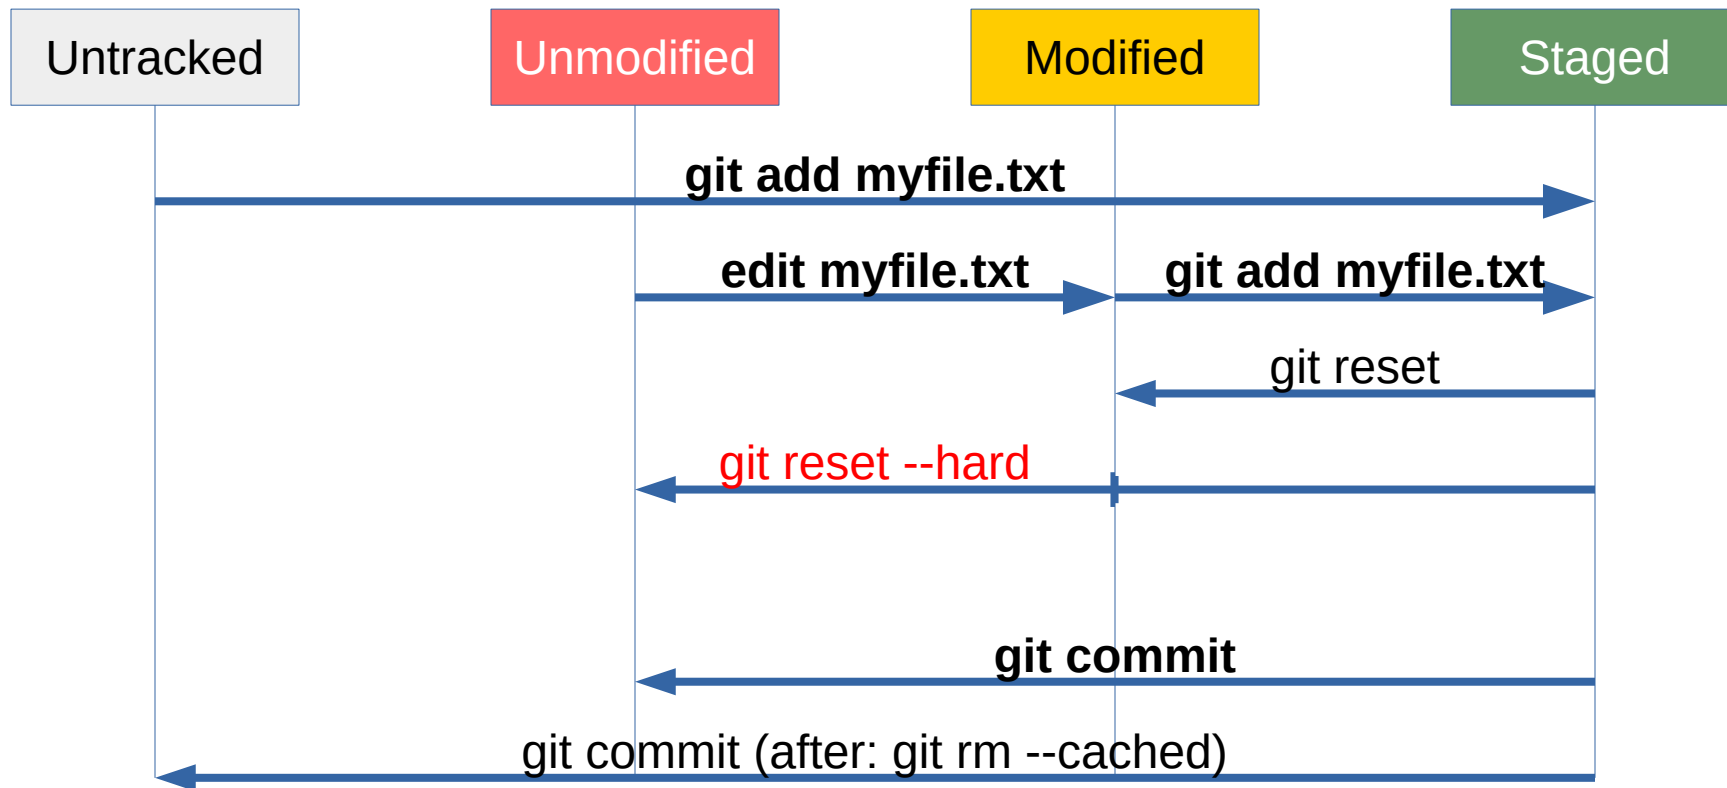 Untracked
Unmodified
Modified
Staged
git add myfile.txt
edit myfile.txt
git add myfile.txt
git reset
git reset --hard
git commit
git commit (after: git rm --cached)